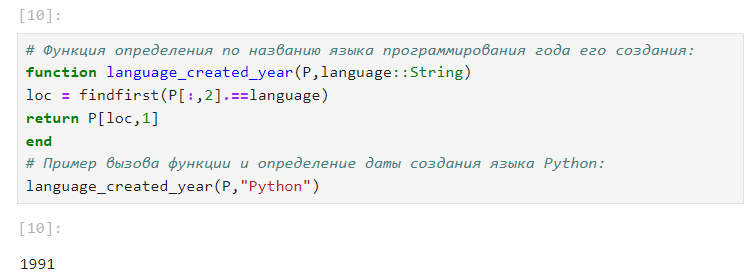 [10]:
# Функция определения по названию языка программирования года его создания:
function language_created_year(P,language::String)
loc = findfirst(P[:,2].==language)
return P[loc,1]
end
# Пример вызова функции и определение даты создания языка Python:
language_created_year(P,"Python")
[10]:
1991